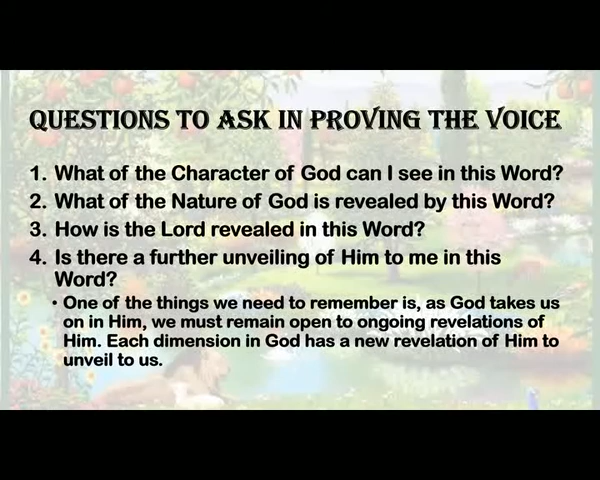 QUESTIONS TO ASK IN PROVING THE VOICE
1. What of the Character of God can I see in this Word?
2. What of the Nature of God is revealed by this Word?
3. How is the Lord revealed in this Word?
4. Is there a further unveiling of Him to me in this
Word?
• One of the things we need to remember is, as God takes us
on in Him, we must remain open to ongoing revelations of
Him. Each dimension in God has a new revelation of Him to
unveil to us.